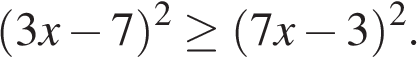 (3x − 7)² ≥ (7x − 3)².